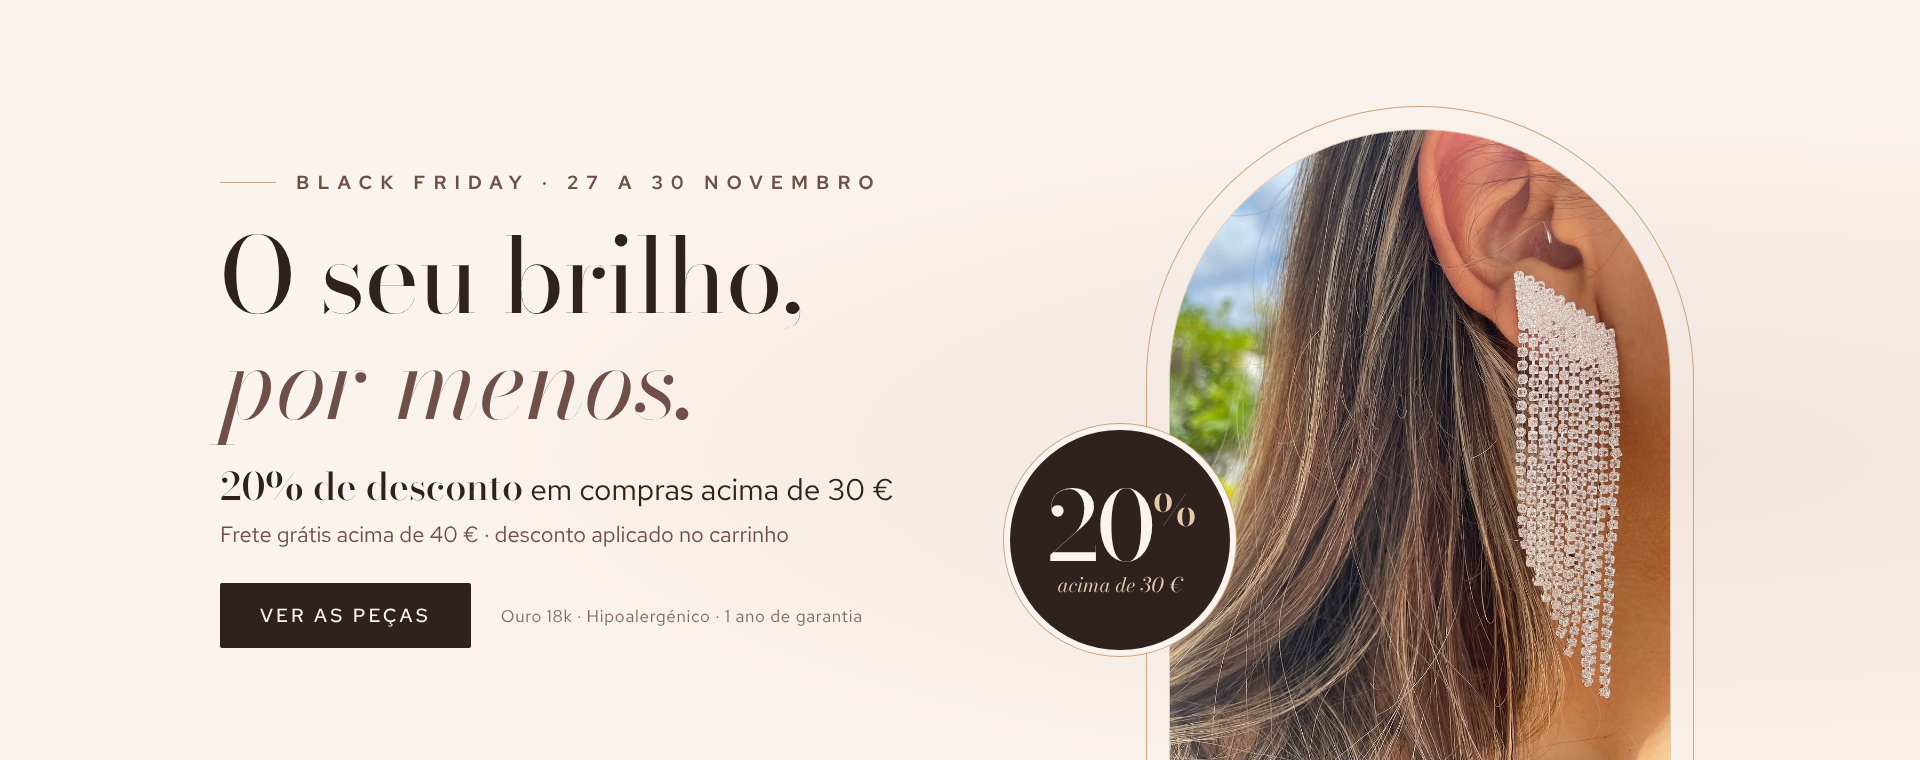 BLACK FRIDAY · 27 A 30 NOVEMBRO
O seu brilho,
por menos.
20% de desconto em compras acima de 30 €
Frete grátis acima de 40 € · desconto aplicado no carrinho
VER AS PEÇAS
Ouro 18k · Hipoalergénico · 1 ano de garantia
20%
acima de 30 €